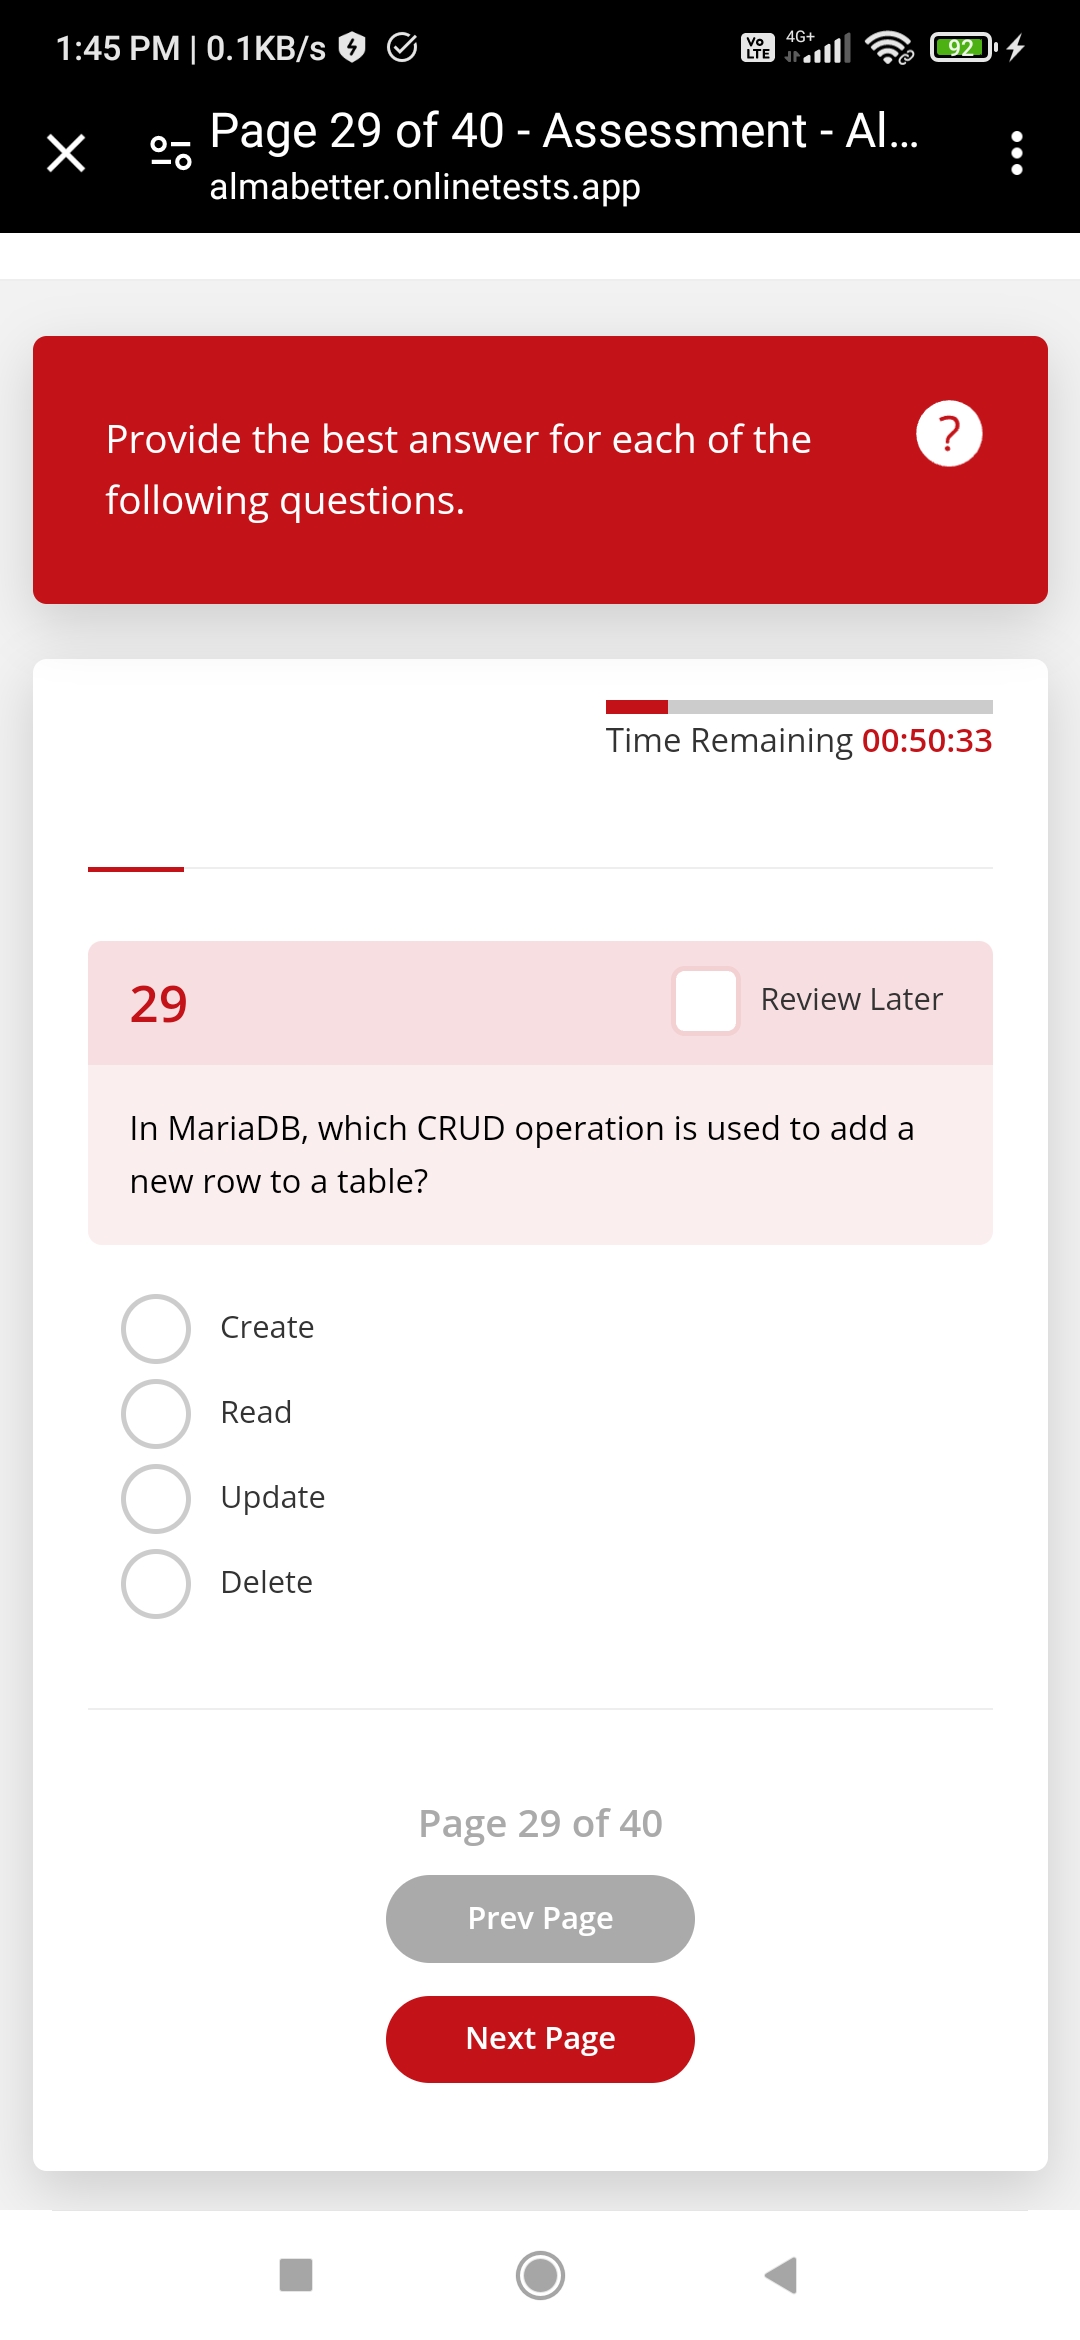 1:45 PM | 0.1KB/s
Vo LTE
4G+
92
Page 29 of 40 - Assessment - Al...
almabetter.onlinetests.app
Provide the best answer for each of the
following questions.
?
Time Remaining 00:50:33
29
Review Later
In MariaDB, which CRUD operation is used to add a
new row to a table?
Create
Read
Update
Delete
Page 29 of 40
Prev Page
Next Page